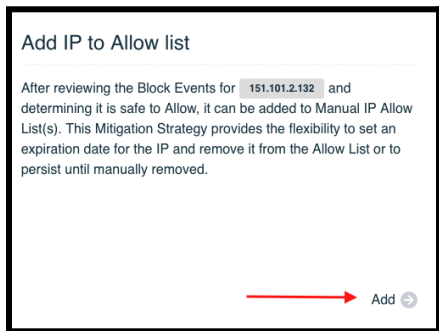 Add IP to Allow list
After reviewing the Block Events for 151.101.2.132 and
determining it is safe to Allow, it can be added to Manual IP Allow
List(s). This Mitigation Strategy provides the flexibility to set an
expiration date for the IP and remove it from the Allow List or to
persist until manually removed.
Add